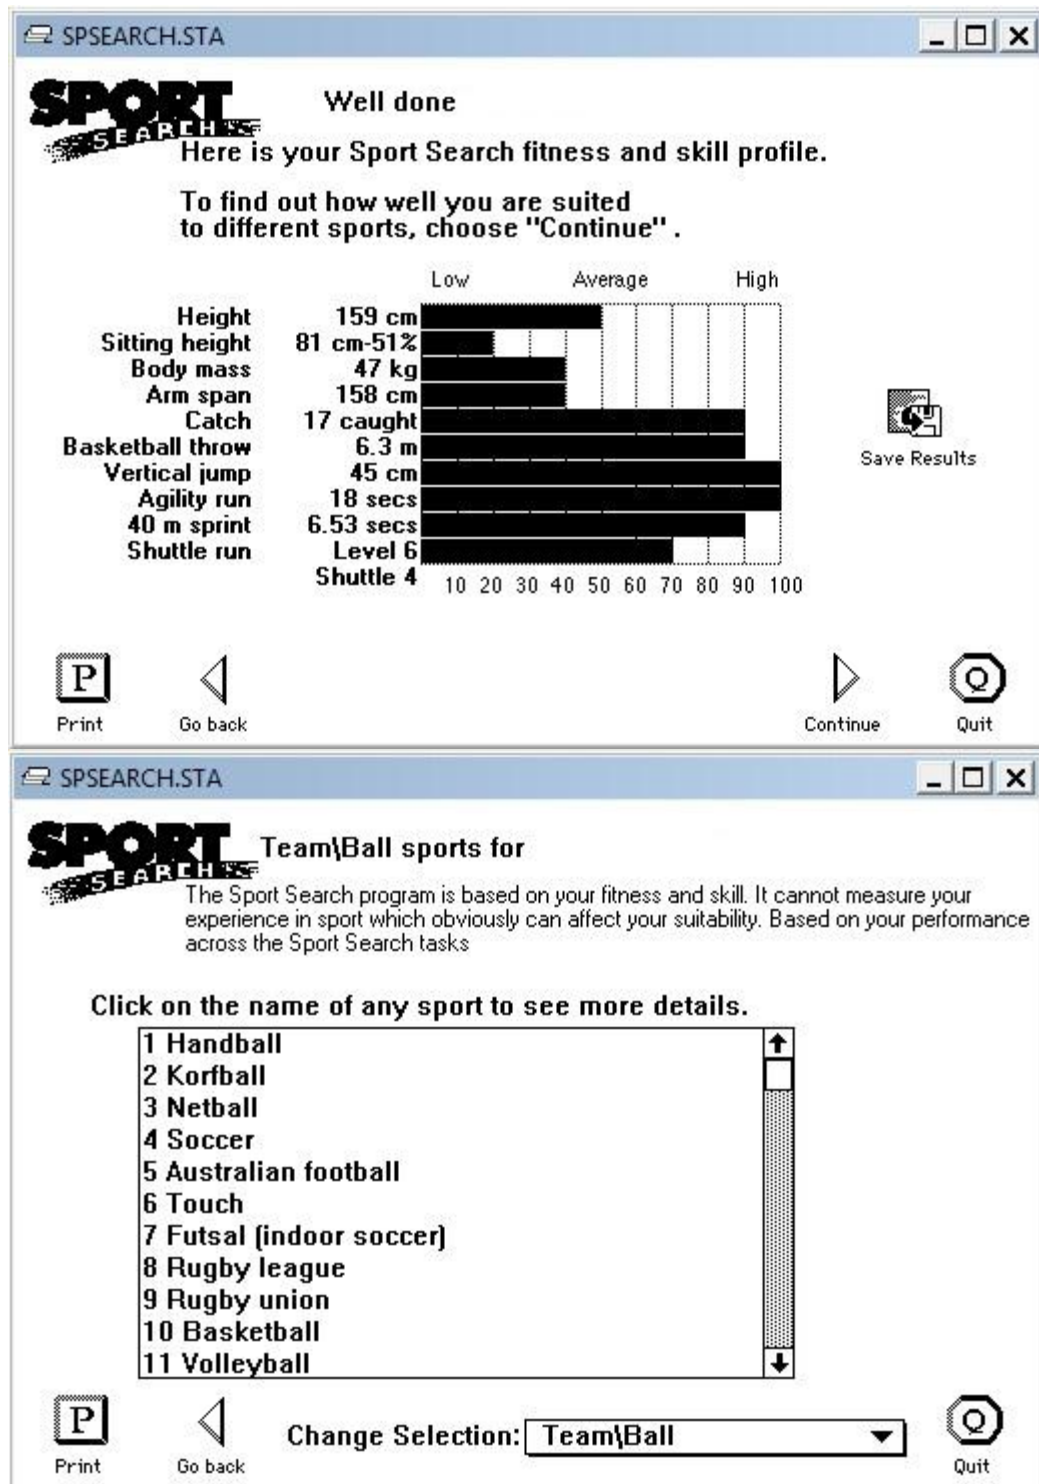 SPSEARCH.STA
SPORT
SEARCH
Well done
Here is your Sport Search fitness and skill profile.
To find out how well you are suited
to different sports, choose "Continue" .
Low Average High
Height 159 cm
Sitting height 81 cm-51%
Body mass 47 kg
Arm span 158 cm
Catch 17 caught
Basketball throw 6.3 m
Vertical jump 45 cm
Agility run 18 secs
40 m sprint 6.53 secs
Shuttle run Level 6
Shuttle 4
10 20 30 40 50 60 70 80 90 100
Save Results
P
Print
Go back
Continue
Q
Quit
SPSEARCH.STA
SPORT
SEARCH
Team\Ball sports for
The Sport Search program is based on your fitness and skill. It cannot measure your
experience in sport which obviously can affect your suitability. Based on your performance
across the Sport Search tasks
Click on the name of any sport to see more details.
1 Handball
2 Korfball
3 Netball
4 Soccer
5 Australian football
6 Touch
7 Futsal (indoor soccer)
8 Rugby league
9 Rugby union
10 Basketball
11 Volleyball
P
Print
Go back
Change Selection: Team\Ball
Q
Quit